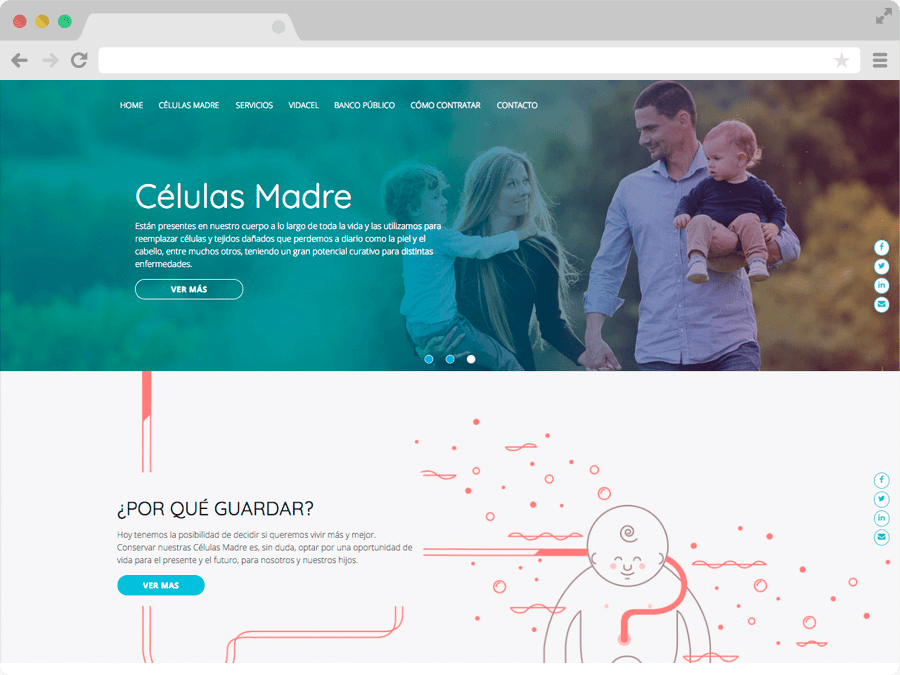 HOME CÉLULAS MADRE SERVICIOS VIDACEL BANCO PÚBLICO CÓMO CONTRATAR CONTACTO
Células Madre
Están presentes en nuestro cuerpo a lo largo de toda la vida y las utilizamos para
reemplazar células y tejidos dañados que perdemos a diario como la piel y el
cabello, entre muchos otros, teniendo un gran potencial curativo para distintas
enfermedades.
VER MÁS
¿POR QUÉ GUARDAR?
Hoy tenemos la posibilidad de decidir si queremos vivir más y mejor.
Conservar nuestras Células Madre es, sin duda, optar por una oportunidad de
vida para el presente y el futuro, para nosotros y nuestros hijos.
VER MAS